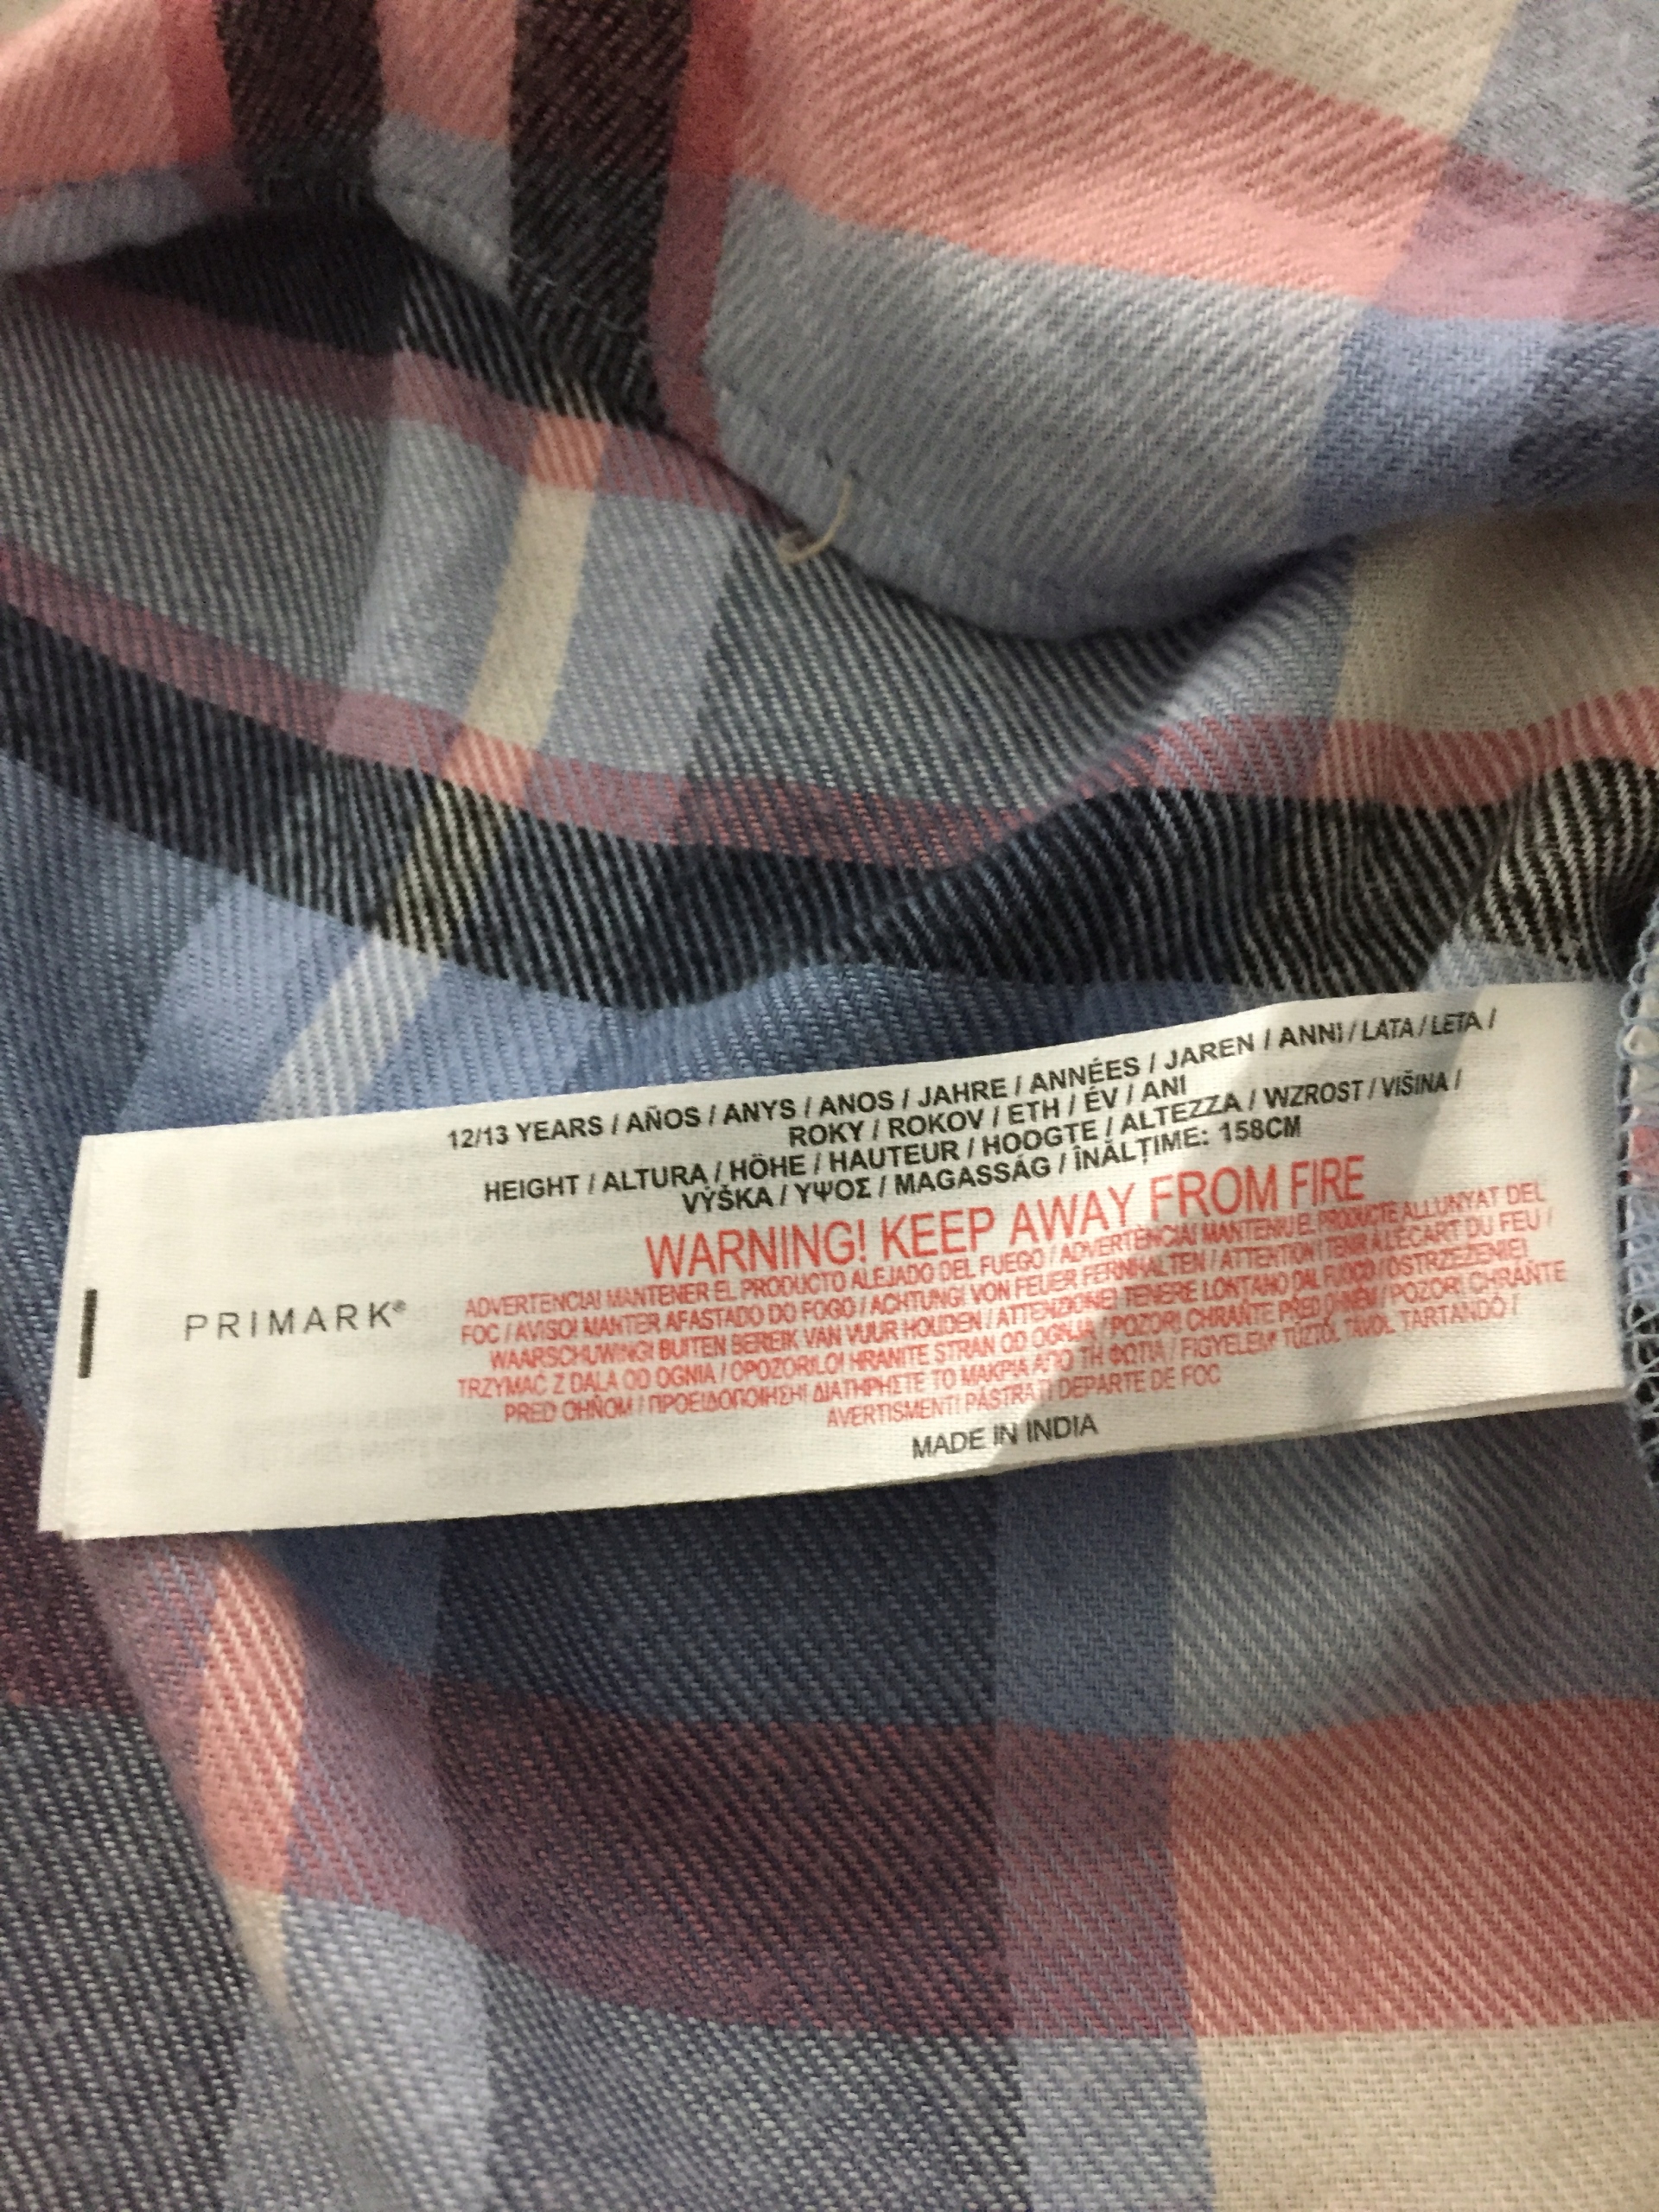 12/13 YEARS / AÑOS / ANYS / ANOS / JAHRE / ANNÉES / JAREN / ANNI / LATA / LETA /
ROKY / ROKOV / ETH / ÉV / ANI
HEIGHT / ALTURA / HÖHE / HAUTEUR / HOOGTE / ALTEZZA / WZROST / VIŠINA /
VÝŠKA / ΥΨΟΣ / MAGASSÁG / ÎNĂLȚIME: 158CM
WARNING! KEEP AWAY FROM FIRE
ADVERTENCIA! MANTENER EL PRODUCTO ALEJADO DEL FUEGO / ADVERTÈNCIA! MANTENIU EL PRODUCTE ALLUNYAT DEL
FOC / AVISO! MANTER AFASTADO DO FOGO / ACHTUNG! VON FEUER FERNHALTEN / ATTENTION! TENIR À L'ÉCART DU FEU /
WAARSCHUWING! BUITEN BEREIK VAN VUUR HOUDEN / ATTENZIONE! TENERE LONTANO DAL FUOCO / OSTRZEŻENIE!
TRZYMAĆ Z DALA OD OGNIA / OPOZORILO! HRANITE STRAN OD OGNJA / POZOR! CHRAŇTE PŘED OHNĚM / POZOR! CHRÁŇTE
PRED OHŇOM / ΠΡΟΕΙΔΟΠΟΙΗΣΗ! ΔΙΑΤΗΡΗΣΤΕ ΤΟ ΜΑΚΡΙΑ ΑΠΟ ΤΗ ΦΩΤΙΑ / FIGYELEM! TŰZTŐL TÁVOL TARTANDÓ /
AVERTISMENT! PĂSTRAȚI DEPARTE DE FOC
MADE IN INDIA
PRIMARK®